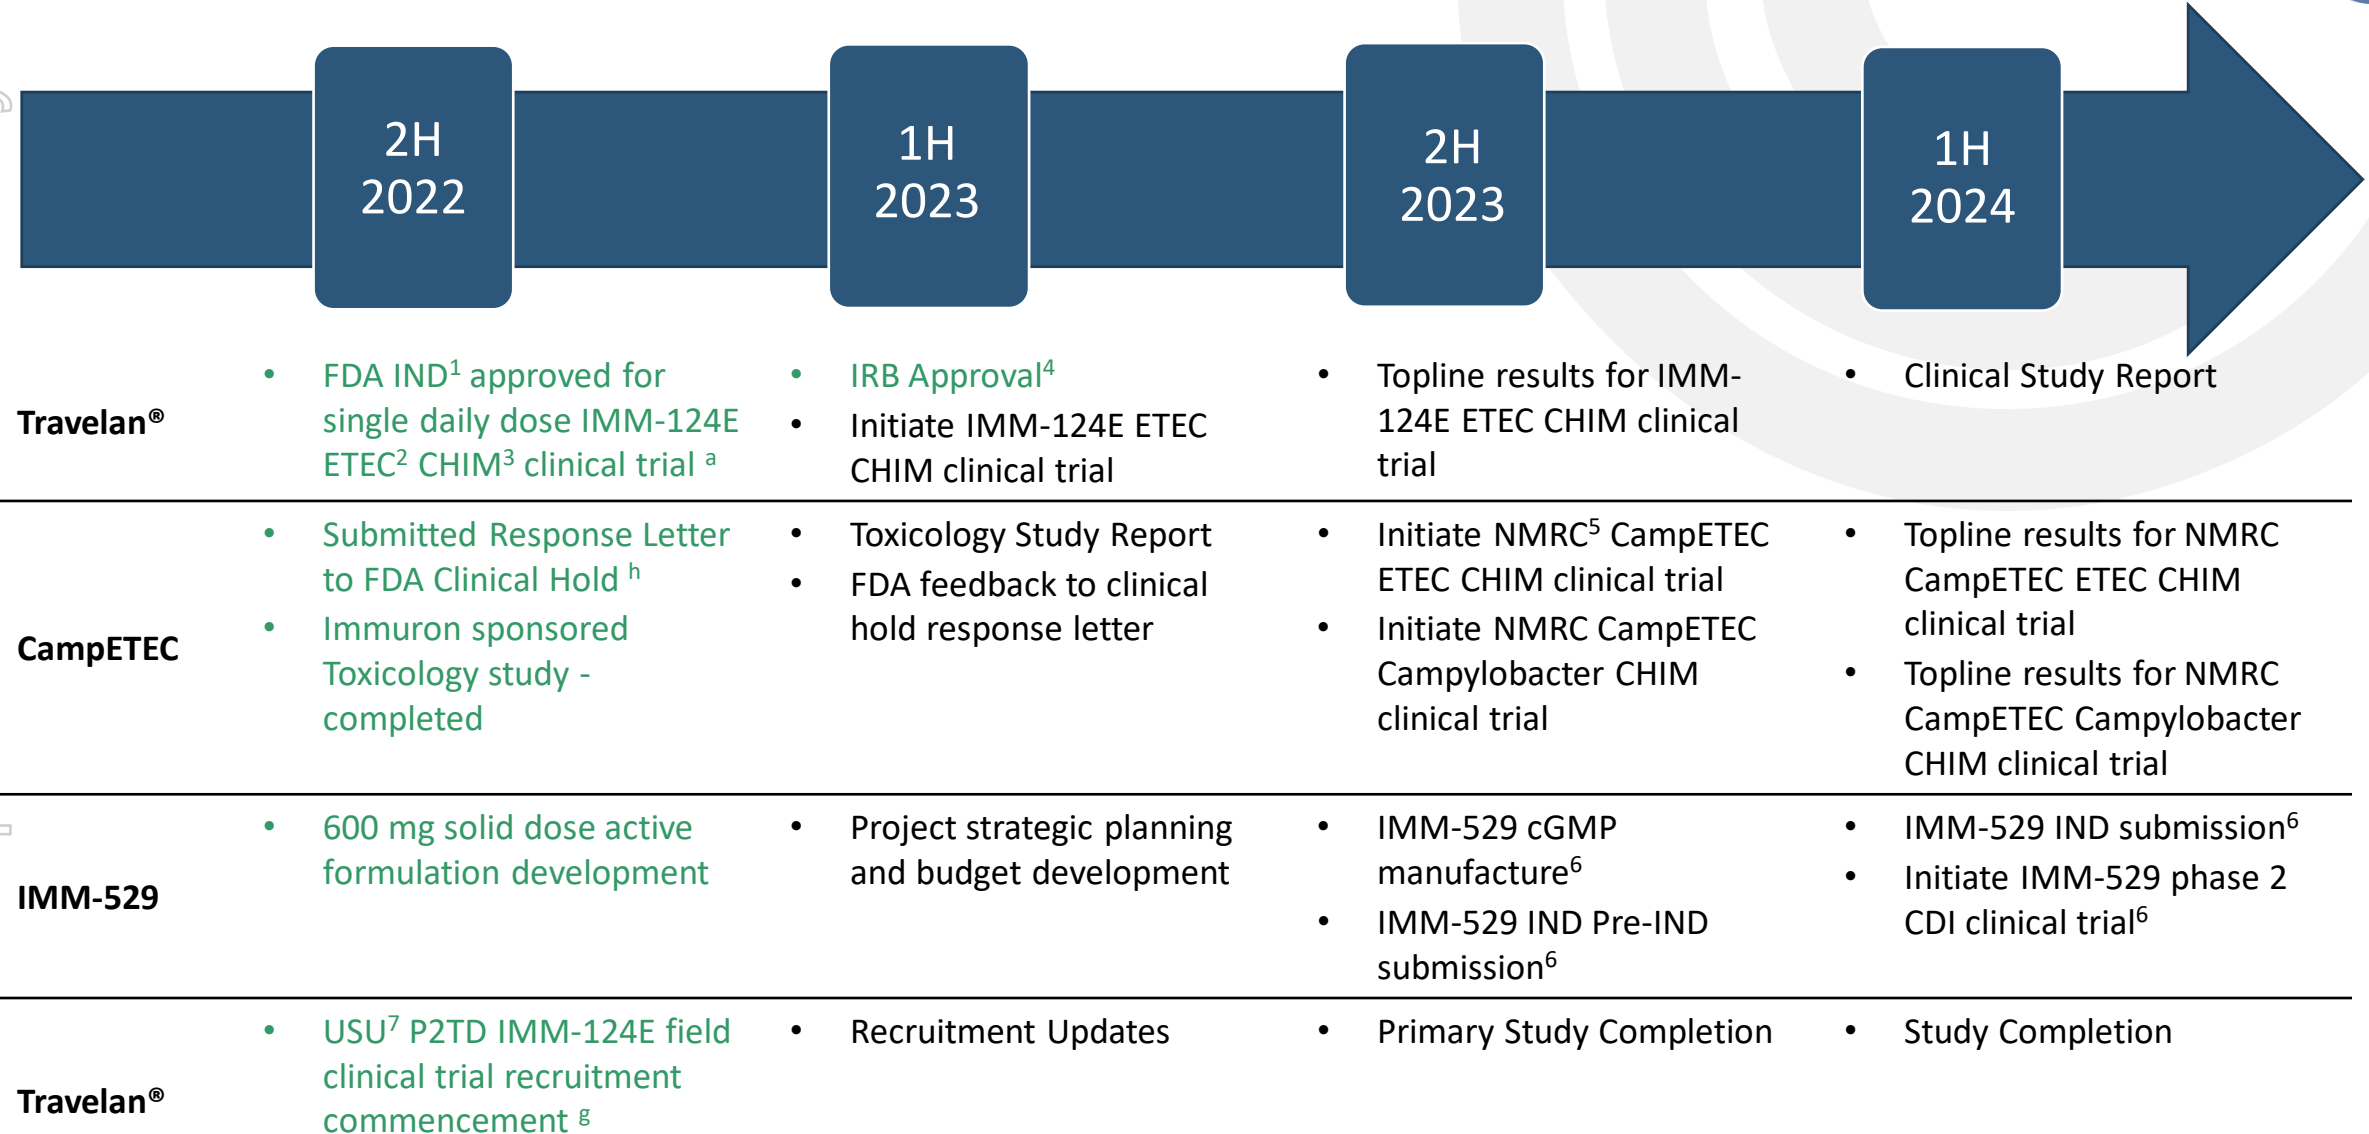 2H
2022
1H
2023
2H
2023
1H
2024
Travelan®
• FDA IND¹ approved for
single daily dose IMM-124E
ETEC² CHIM³ clinical trial ᵃ
• IRB Approval⁴
• Initiate IMM-124E ETEC
CHIM clinical trial
• Topline results for IMM-
124E ETEC CHIM clinical
trial
• Clinical Study Report
CampETEC
• Submitted Response Letter
to FDA Clinical Hold ʰ
• Immuron sponsored
Toxicology study -
completed
• Toxicology Study Report
• FDA feedback to clinical
hold response letter
• Initiate NMRC⁵ CampETEC
ETEC CHIM clinical trial
• Initiate NMRC CampETEC
Campylobacter CHIM
clinical trial
• Topline results for NMRC
CampETEC ETEC CHIM
clinical trial
• Topline results for NMRC
CampETEC Campylobacter
CHIM clinical trial
IMM-529
• 600 mg solid dose active
formulation development
• Project strategic planning
and budget development
• IMM-529 cGMP
manufacture⁶
• IMM-529 IND Pre-IND
submission⁶
• IMM-529 IND submission⁶
• Initiate IMM-529 phase 2
CDI clinical trial⁶
Travelan®
• USU⁷ P2TD IMM-124E field
clinical trial recruitment
commencement ᵍ
• Recruitment Updates
• Primary Study Completion
• Study Completion